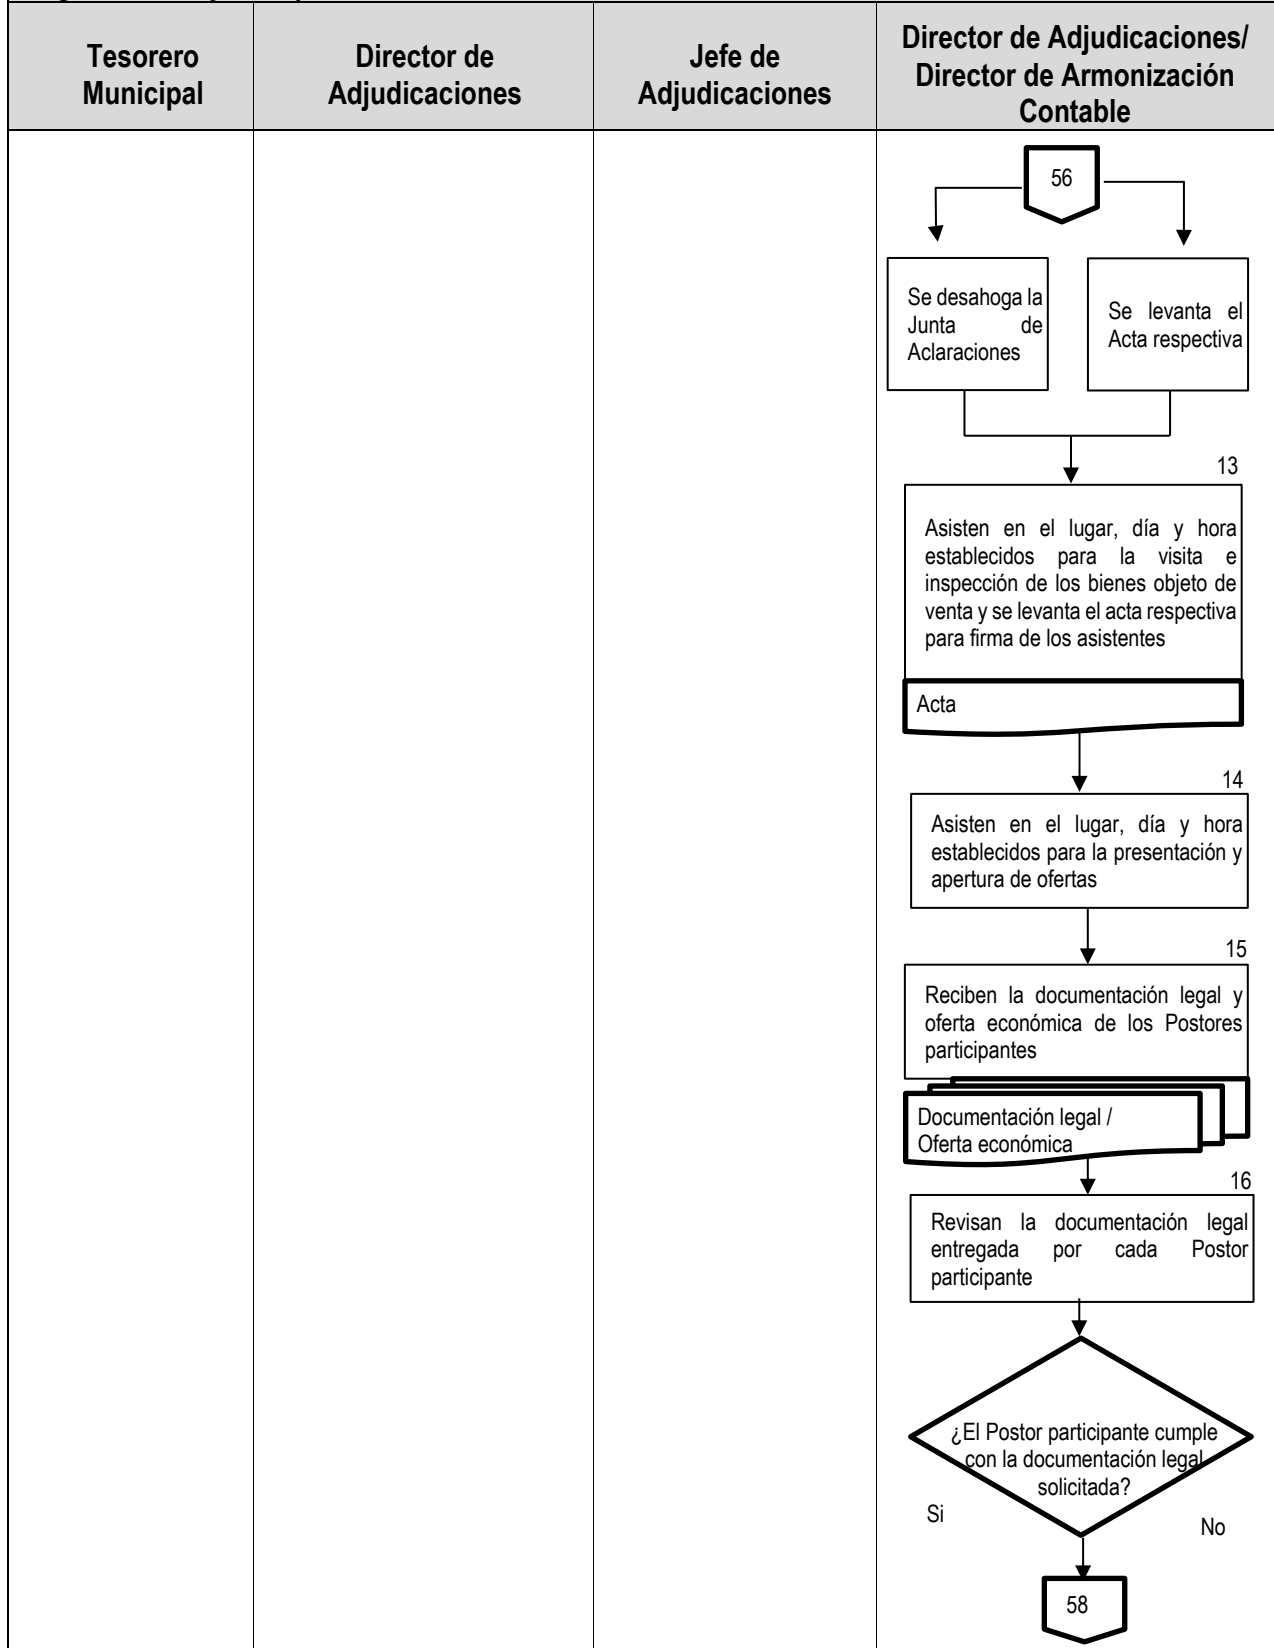 Tesorero
Municipal
Director de
Adjudicaciones
Jefe de
Adjudicaciones
Director de Adjudicaciones/
Director de Armonización
Contable
56
Se desahoga la
Junta de
Aclaraciones
Se levanta el
Acta respectiva
13
Asisten en el lugar, día y hora
establecidos para la visita e
inspección de los bienes objeto de
venta y se levanta el acta respectiva
para firma de los asistentes
Acta
14
Asisten en el lugar, día y hora
establecidos para la presentación y
apertura de ofertas
15
Reciben la documentación legal y
oferta económica de los Postores
participantes
Documentación legal /
Oferta económica
16
Revisan la documentación legal
entregada por cada Postor
participante
¿El Postor participante cumple
con la documentación legal
solicitada?
Si
No
58